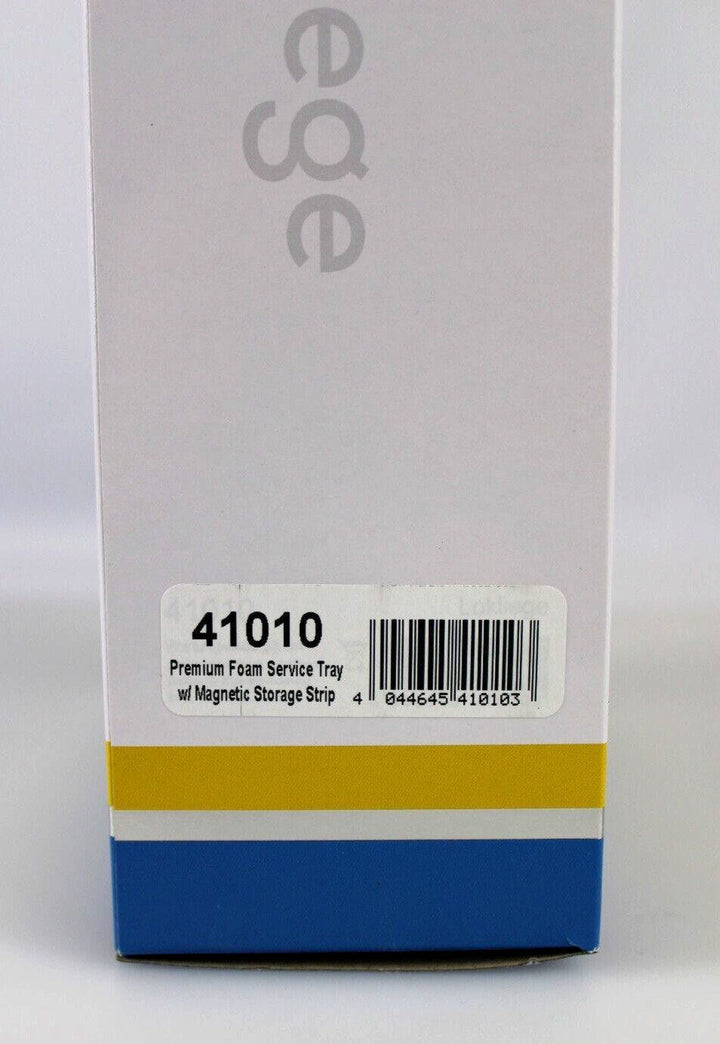 ege
41010
Premium Foam Service Tray
w/ Magnetic Storage Strip
4 044645 410103